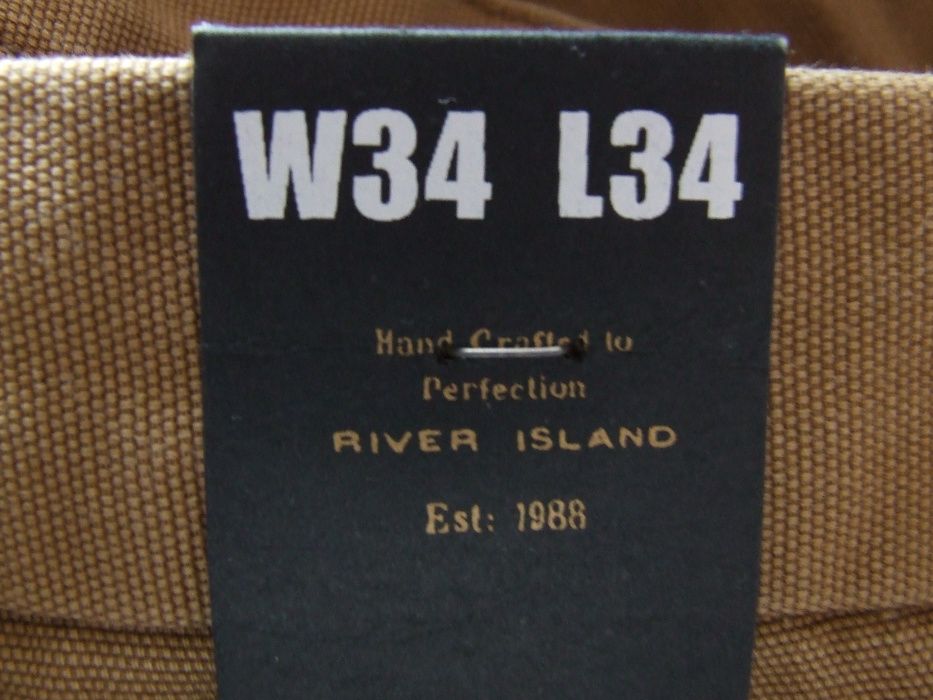 W34 L34
Hand Crafted to
Perfection
RIVER ISLAND
Est: 1988